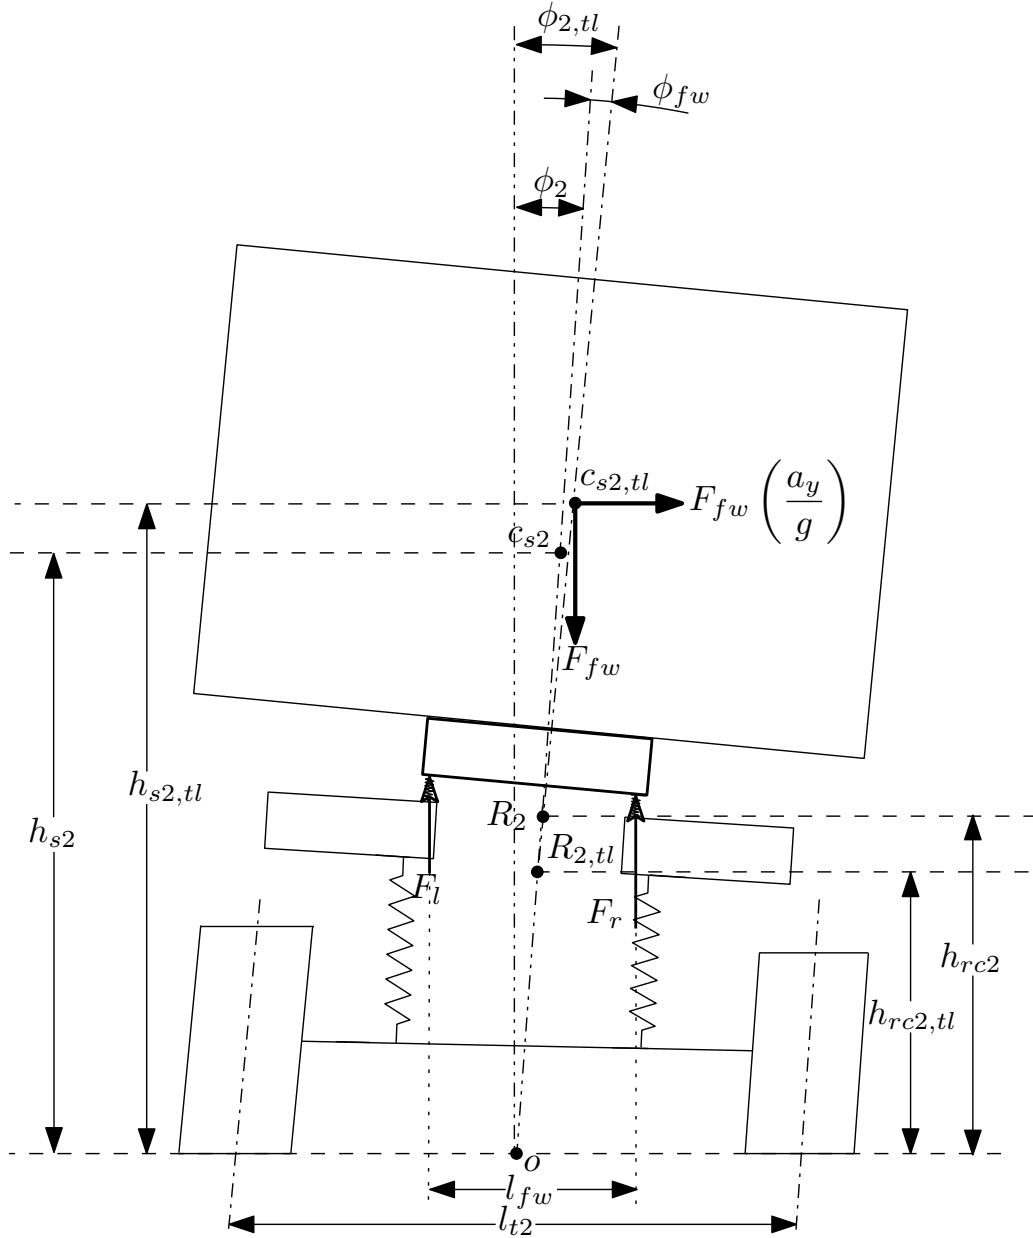 ϕ₂,tl
ϕfw
ϕ₂
cs2,tl
Ffw (ay/g)
cs2
Ffw
hs2,tl
hs2
R₂
R₂,tl
Fl
Fr
hrc2
hrc2,tl
o
lfw
lt2